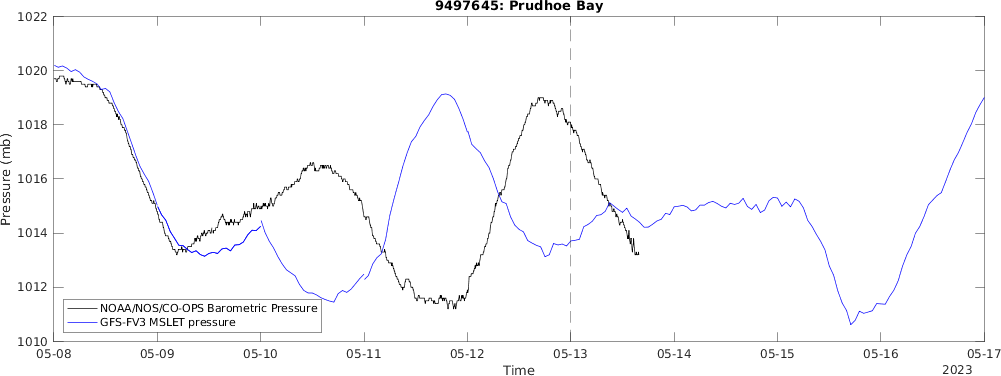 9497645: Prudhoe Bay
1022
1020
1018
1016
1014
1012
1010
Pressure (mb)
NOAA/NOS/CO-OPS Barometric Pressure
GFS-FV3 MSLET pressure
05-08 05-09 05-10 05-11 05-12 05-13 05-14 05-15 05-16 05-17
Time
2023